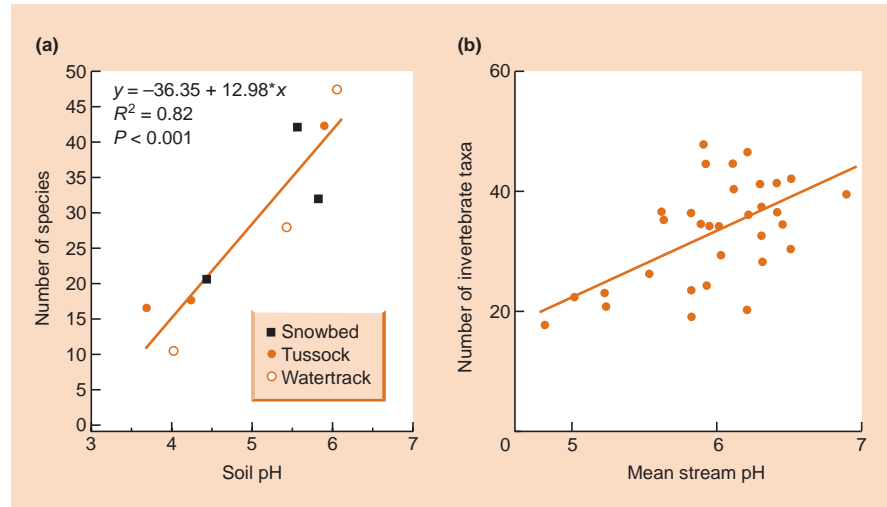 (a)
y = –36.35 + 12.98*x
R² = 0.82
P < 0.001
Number of species
50
45
40
35
30
25
20
15
10
5
0
3
4
5
6
7
Soil pH
Snowbed
Tussock
Watertrack
(b)
Number of invertebrate taxa
60
40
20
0
5
6
7
Mean stream pH